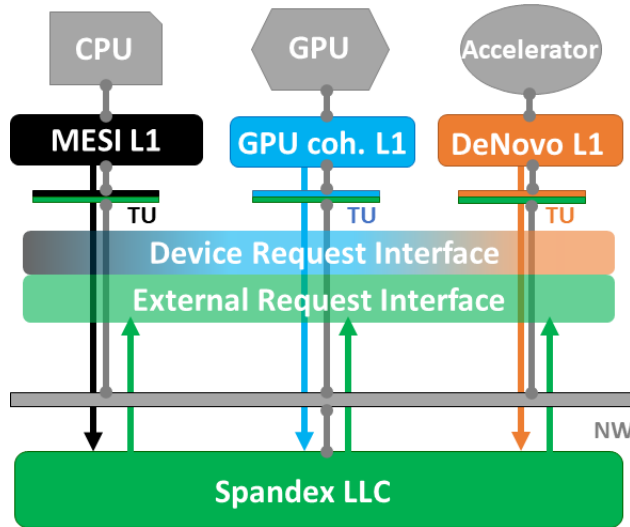 CPU
GPU
Accelerator
MESI L1
GPU coh. L1
DeNovo L1
TU
TU
TU
Device Request Interface
External Request Interface
NW
Spandex LLC